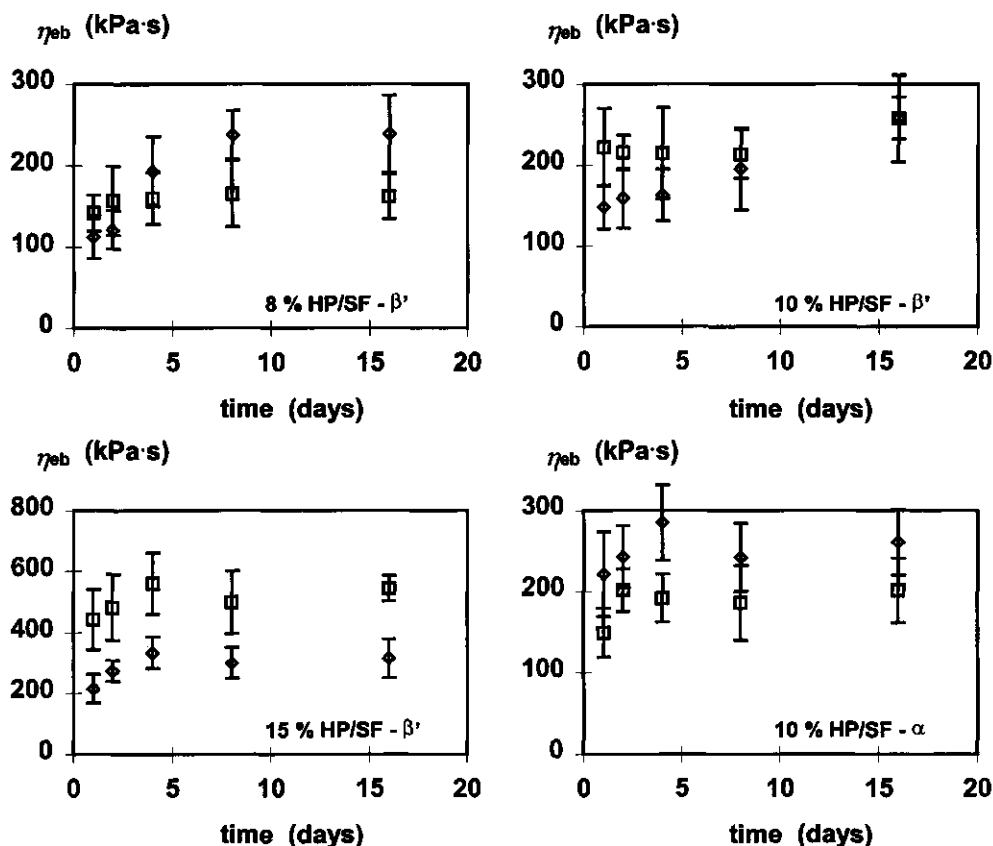 ηeb (kPa·s)
300
200
100
0
8 % HP/SF - β'
0 5 10 15 20
time (days)
ηeb (kPa·s)
300
200
100
0
10 % HP/SF - β'
0 5 10 15 20
time (days)
ηeb (kPa·s)
800
600
400
200
0
15 % HP/SF - β'
0 5 10 15 20
time (days)
ηeb (kPa·s)
300
200
100
0
10 % HP/SF - α
0 5 10 15 20
time (days)